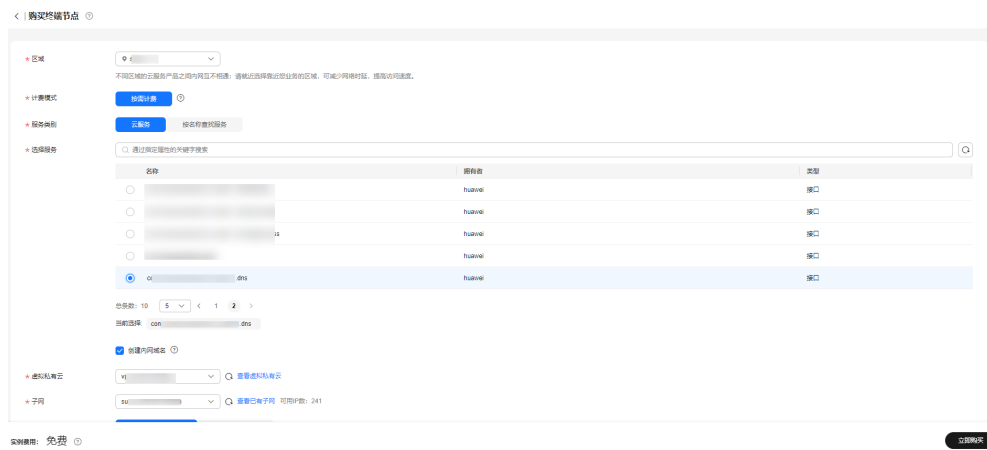 购买终端节点
* 区域
不同区域的云服务产品之间内网互不相通；请就近选择靠近您业务的区域，可减少网络时延，提高访问速度。
* 计费模式 按需计费
* 服务类别 云服务 按名称查找服务
* 选择服务 通过指定属性的关键字搜索
名称 拥有者 类型
huawei 接口
huawei 接口
ss huawei 接口
huawei 接口
.dns huawei 接口
总条数: 10 5 < 1 2 >
当前选择: con .dns
创建内网域名
* 虚拟私有云 查看虚拟私有云
* 子网 su 查看已有子网 可用IP数: 241
实例费用: 免费 立即购买